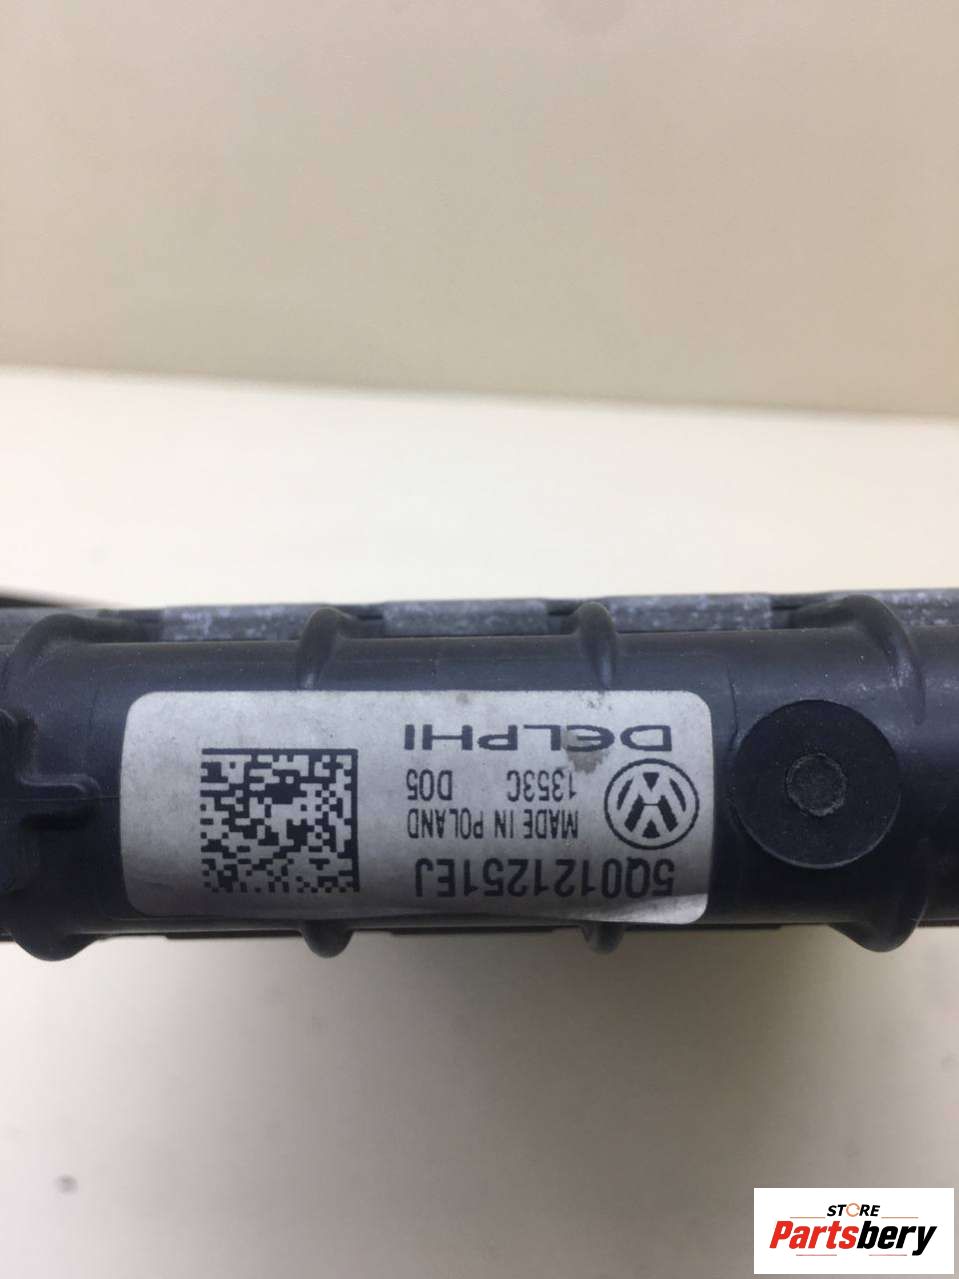 5Q0121251EJ
MADE IN POLAND
1353C D05
DELPHI
STORE
Partsbery